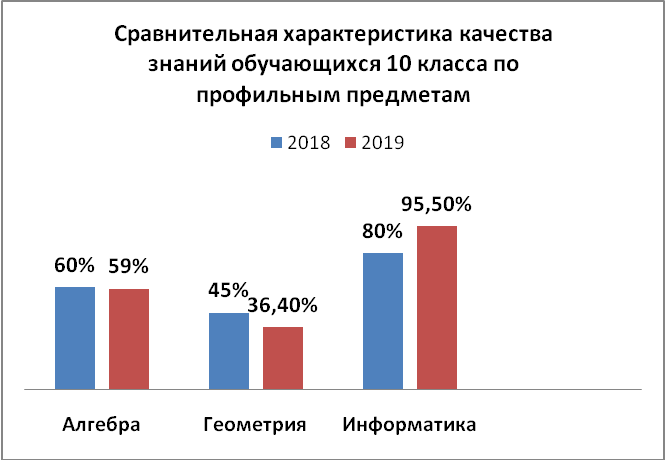 Сравнительная характеристика качества
знаний обучающихся 10 класса по
профильным предметам
2018 2019
60% 59% 45% 36,40% 80% 95,50%
Алгебра Геометрия Информатика